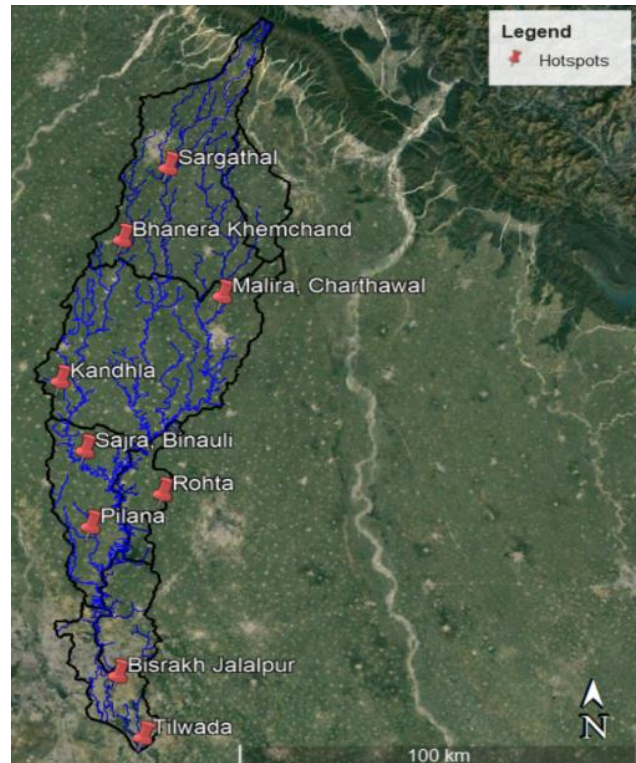 Legend
Hotspots
Sargathal
Bhanera Khemchand
Malira, Charthawal
Kandhla
Sajra, Binauli
Rohta
Pilana
Bisrakh Jalalpur
Tilwada
N
100 km